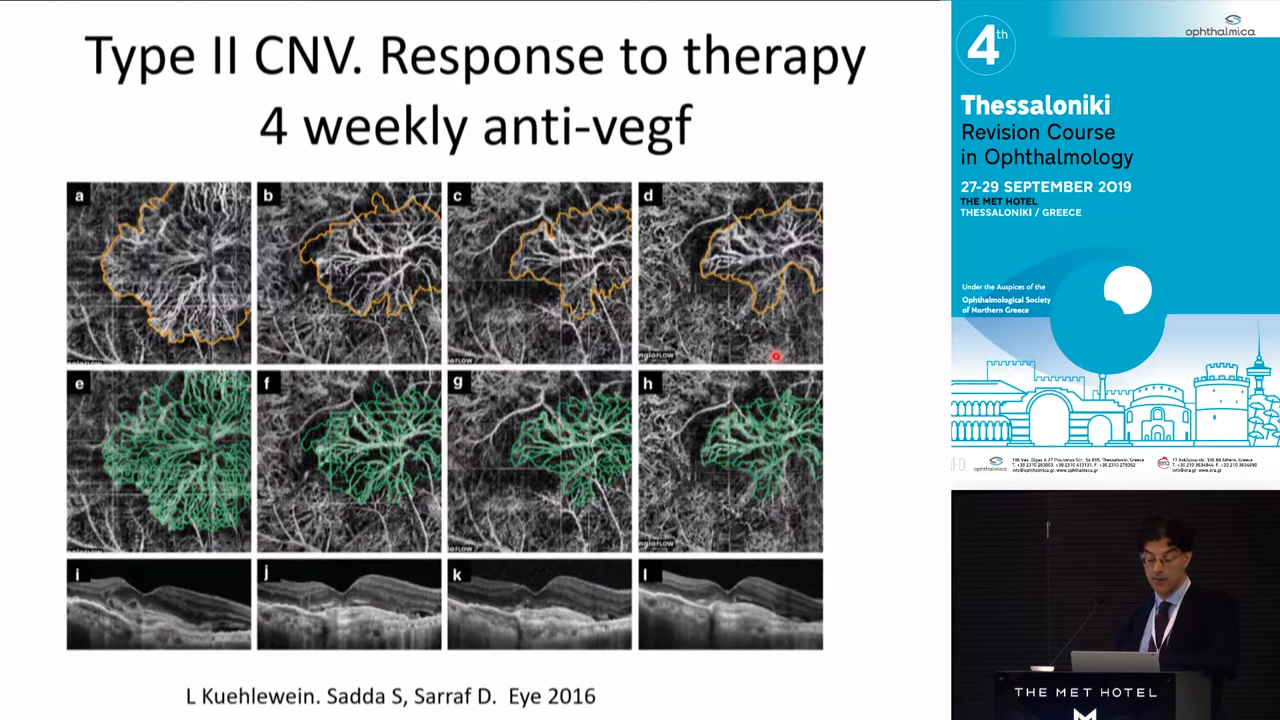 Type II CNV. Response to therapy
4 weekly anti-vegf
a
b
c
d
e
f
g
h
i
j
k
l
L Kuehlewein. Sadda S, Sarraf D. Eye 2016
ophthalmica
4th
Thessaloniki
Revision Course
in Ophthalmology
27-29 SEPTEMBER 2019
THE MET HOTEL
THESSALONIKI / GREECE
Under the Auspices of the
Ophthalmological Society
of Northern Greece
ophthalmica
THE MET HOTEL